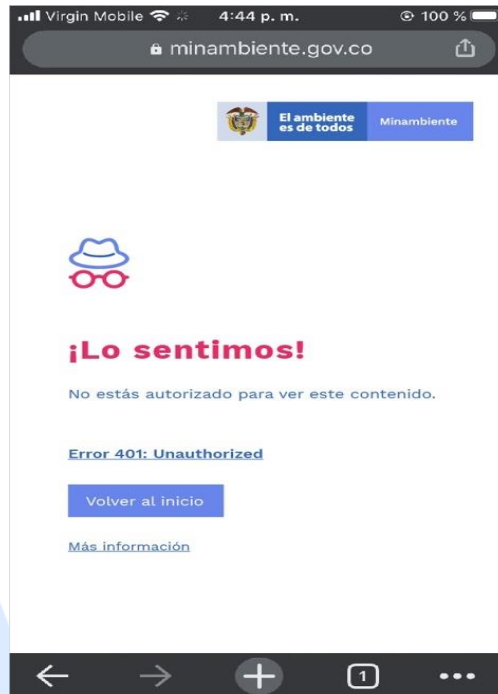 Virgin Mobile 4:44 p. m. 100 %
minambiente.gov.co
El ambiente
es de todos
Minambiente
¡Lo sentimos!
No estás autorizado para ver este contenido.
Error 401: Unauthorized
Volver al inicio
Más información
1